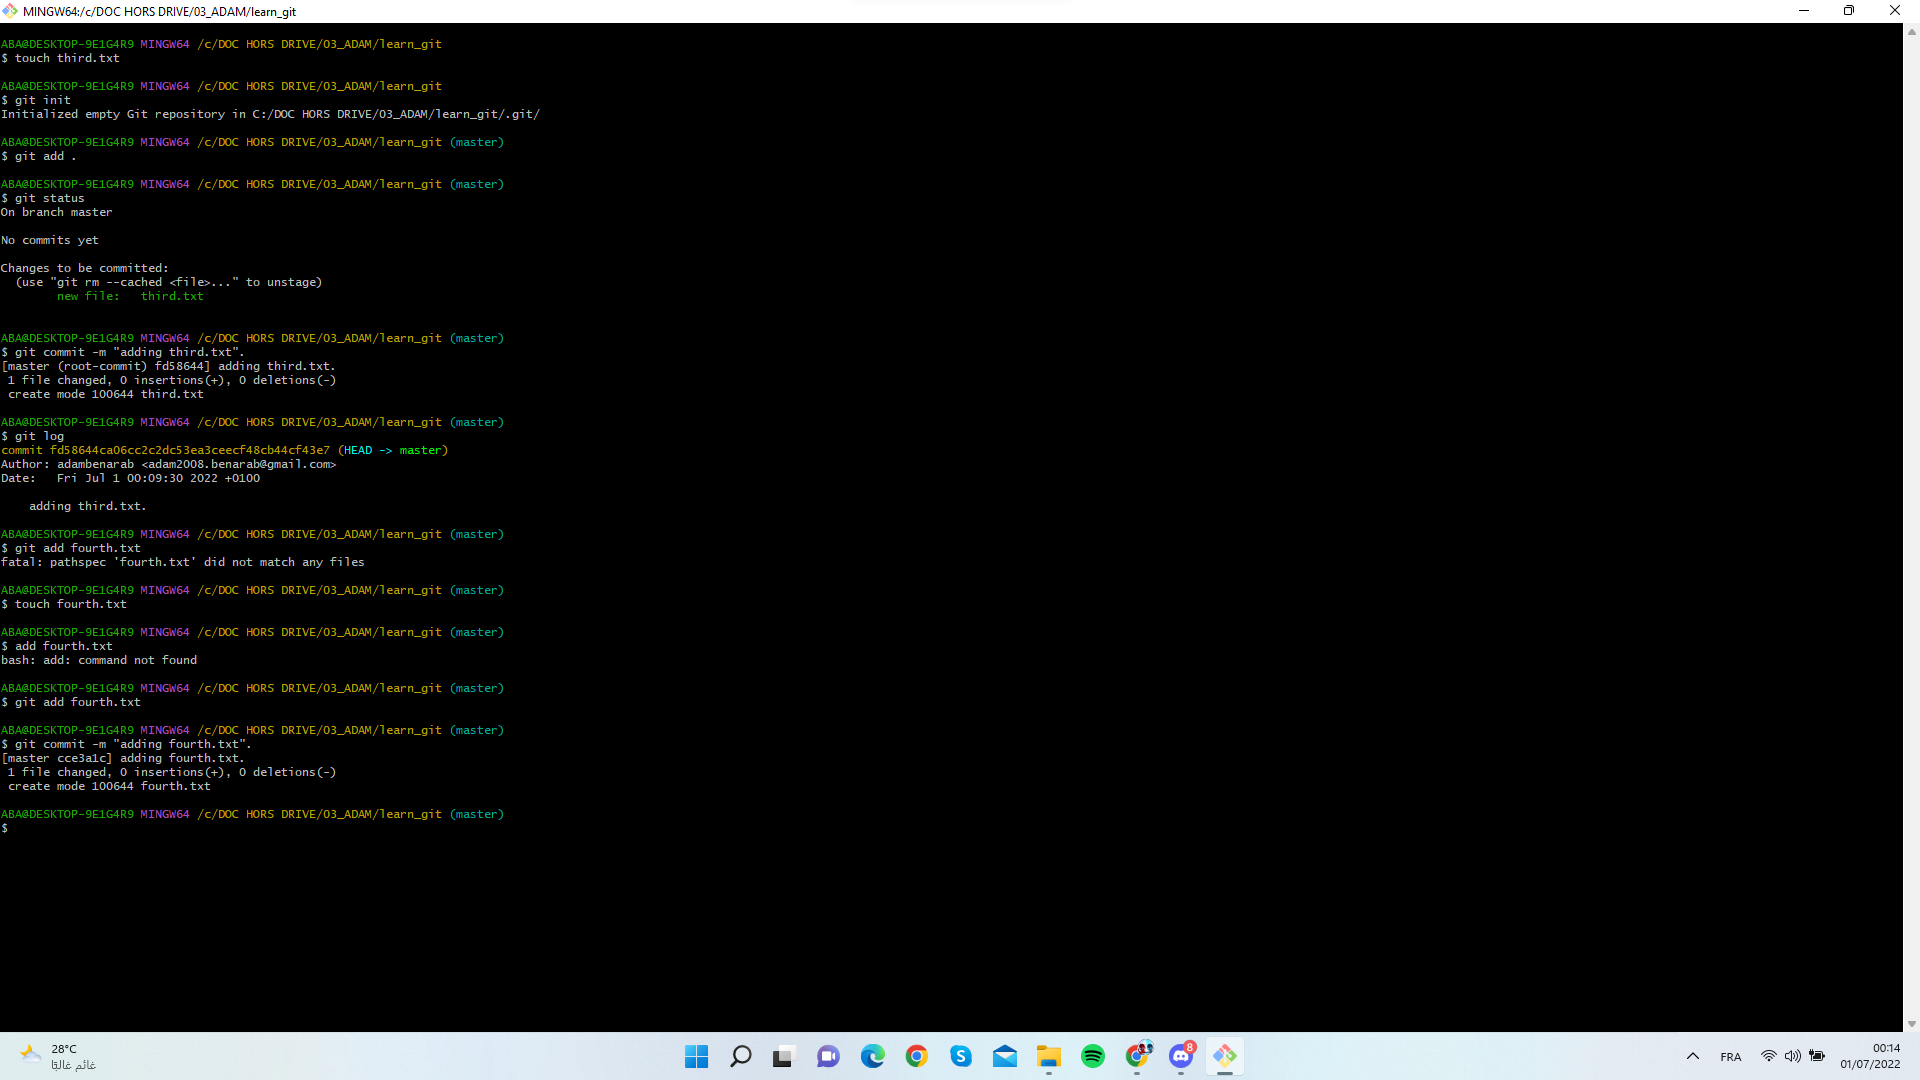 MINGW64:/c/DOC HORS DRIVE/03_ADAM/learn_git
ABA@DESKTOP-9E1G4R9 MINGW64 /c/DOC HORS DRIVE/03_ADAM/learn_git
$ touch third.txt
ABA@DESKTOP-9E1G4R9 MINGW64 /c/DOC HORS DRIVE/03_ADAM/learn_git
$ git init
Initialized empty Git repository in C:/DOC HORS DRIVE/03_ADAM/learn_git/.git/
ABA@DESKTOP-9E1G4R9 MINGW64 /c/DOC HORS DRIVE/03_ADAM/learn_git (master)
$ git add .
ABA@DESKTOP-9E1G4R9 MINGW64 /c/DOC HORS DRIVE/03_ADAM/learn_git (master)
$ git status
On branch master
No commits yet
Changes to be committed:
  (use "git rm --cached <file>..." to unstage)
        new file:   third.txt
ABA@DESKTOP-9E1G4R9 MINGW64 /c/DOC HORS DRIVE/03_ADAM/learn_git (master)
$ git commit -m "adding third.txt".
[master (root-commit) fd58644] adding third.txt.
 1 file changed, 0 insertions(+), 0 deletions(-)
 create mode 100644 third.txt
ABA@DESKTOP-9E1G4R9 MINGW64 /c/DOC HORS DRIVE/03_ADAM/learn_git (master)
$ git log
commit fd58644ca06cc2c2dc53ea3ceecf48cb44cf43e7 (HEAD -> master)
Author: adambenarab <adam2008.benarab@gmail.com>
Date:   Fri Jul 1 00:09:30 2022 +0100
    adding third.txt.
ABA@DESKTOP-9E1G4R9 MINGW64 /c/DOC HORS DRIVE/03_ADAM/learn_git (master)
$ git add fourth.txt
fatal: pathspec 'fourth.txt' did not match any files
ABA@DESKTOP-9E1G4R9 MINGW64 /c/DOC HORS DRIVE/03_ADAM/learn_git (master)
$ touch fourth.txt
ABA@DESKTOP-9E1G4R9 MINGW64 /c/DOC HORS DRIVE/03_ADAM/learn_git (master)
$ add fourth.txt
bash: add: command not found
ABA@DESKTOP-9E1G4R9 MINGW64 /c/DOC HORS DRIVE/03_ADAM/learn_git (master)
$ git add fourth.txt
ABA@DESKTOP-9E1G4R9 MINGW64 /c/DOC HORS DRIVE/03_ADAM/learn_git (master)
$ git commit -m "adding fourth.txt".
[master cce3a1c] adding fourth.txt.
 1 file changed, 0 insertions(+), 0 deletions(-)
 create mode 100644 fourth.txt
ABA@DESKTOP-9E1G4R9 MINGW64 /c/DOC HORS DRIVE/03_ADAM/learn_git (master)
$
28°C
غائم غالبًا
S
8
FRA
00:14
01/07/2022